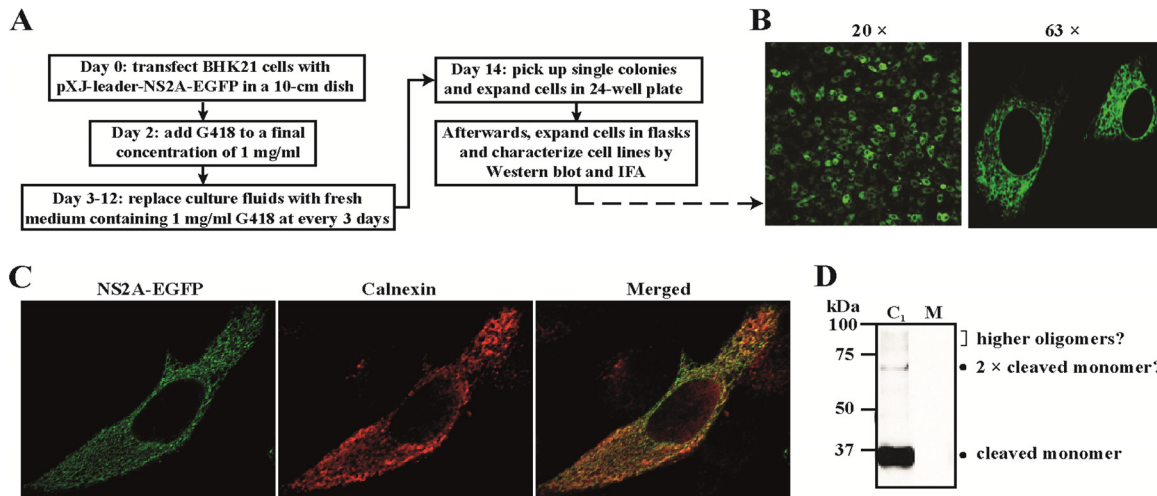 A
Day 0: transfect BHK21 cells with
pXJ-leader-NS2A-EGFP in a 10-cm dish
Day 2: add G418 to a final
concentration of 1 mg/ml
Day 3-12: replace culture fluids with fresh
medium containing 1 mg/ml G418 at every 3 days
Day 14: pick up single colonies
and expand cells in 24-well plate
Afterwards, expand cells in flasks
and characterize cell lines by
Western blot and IFA
B
20 ×
63 ×
C
NS2A-EGFP
Calnexin
Merged
D
kDa
C1
M
100
75
50
37
higher oligomers?
2 × cleaved monomer?
cleaved monomer